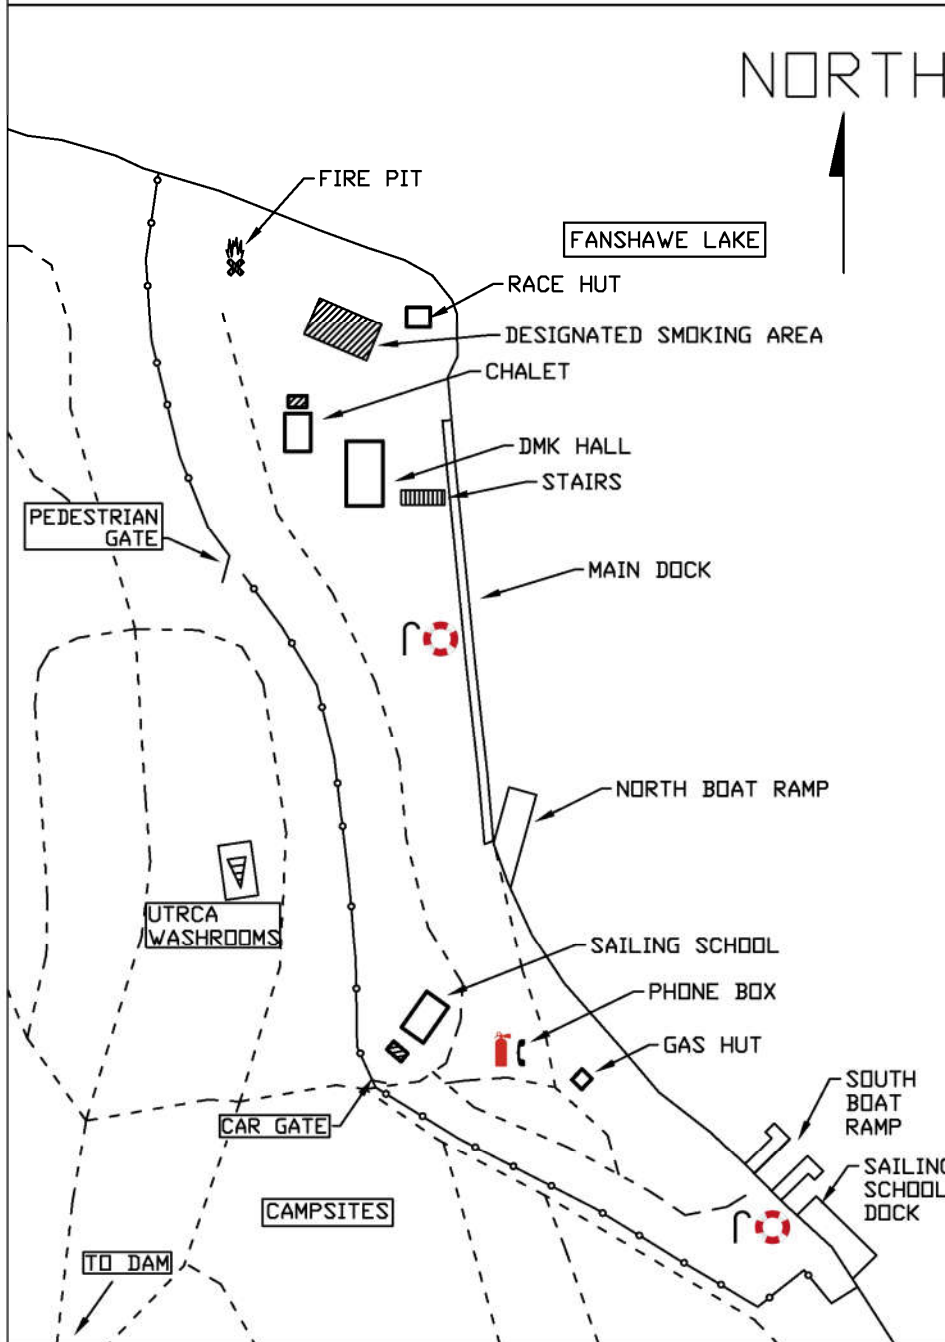 NORTH
FIRE PIT
FANSHAWE LAKE
RACE HUT
DESIGNATED SMOKING AREA
CHALET
DMK HALL
STAIRS
PEDESTRIAN
GATE
MAIN DOCK
NORTH BOAT RAMP
UTRCA
WASHROOMS
SAILING SCHOOL
PHONE BOX
GAS HUT
SOUTH
BOAT
RAMP
CAR GATE
SAILING
SCHOOL
DOCK
CAMPSITES
TO DAM